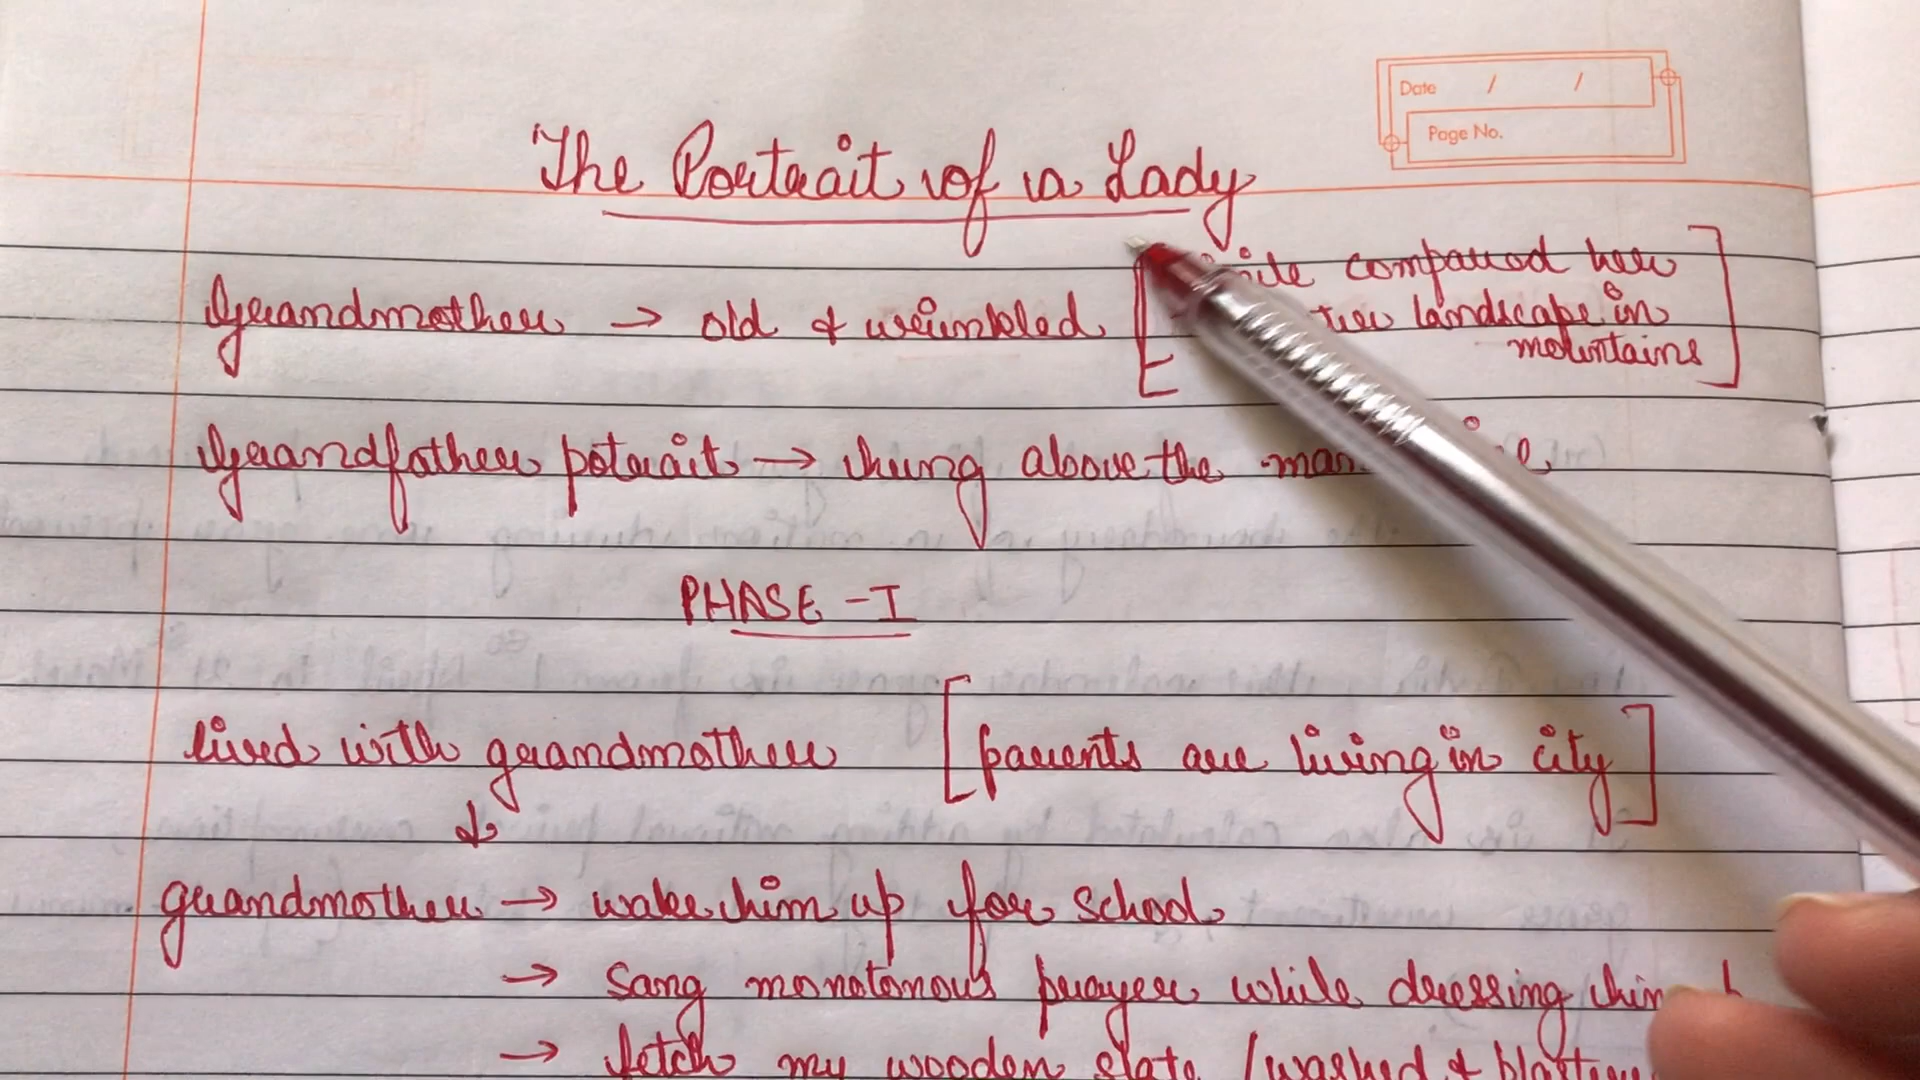 Date / /
Page No.
The Portrait of a Lady
Grandmother → old & wrinkled [ compared her
landscape in
mountains ]
Grandfather potrait → hung above the
PHASE - I
lived with grandmother [parents are living in city]
↓
grandmother → wake him up for school
→ sang monotonous prayer while dressing him
→ fetch my wooden slate (washed &